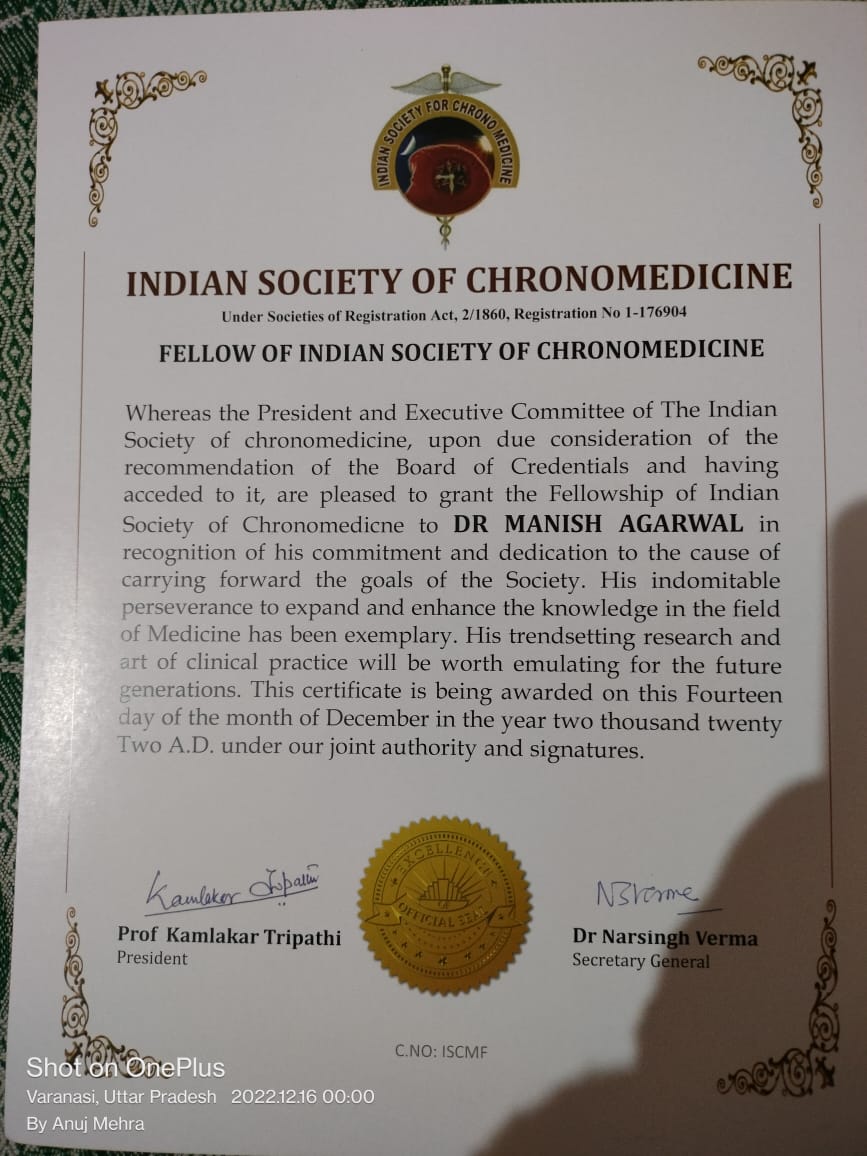 INDIAN SOCIETY FOR CHRONO MEDICINE
INDIAN SOCIETY OF CHRONOMEDICINE
Under Societies of Registration Act, 2/1860, Registration No 1-176904
FELLOW OF INDIAN SOCIETY OF CHRONOMEDICINE
Whereas the President and Executive Committee of The Indian
Society of chronomedicine, upon due consideration of the
recommendation of the Board of Credentials and having
acceded to it, are pleased to grant the Fellowship of Indian
Society of Chronomedicne to DR MANISH AGARWAL in
recognition of his commitment and dedication to the cause of
carrying forward the goals of the Society. His indomitable
perseverance to expand and enhance the knowledge in the field
of Medicine has been exemplary. His trendsetting research and
art of clinical practice will be worth emulating for the future
generations. This certificate is being awarded on this Fourteen
day of the month of December in the year two thousand twenty
Two A.D. under our joint authority and signatures.
Kamlakar Tripathi
NBVerma
EXCELLENCE
OFFICIAL SEAL
Prof Kamlakar Tripathi
President
Dr Narsingh Verma
Secretary General
C.NO: ISCMF
Shot on OnePlus
Varanasi, Uttar Pradesh 2022.12.16 00:00
By Anuj Mehra